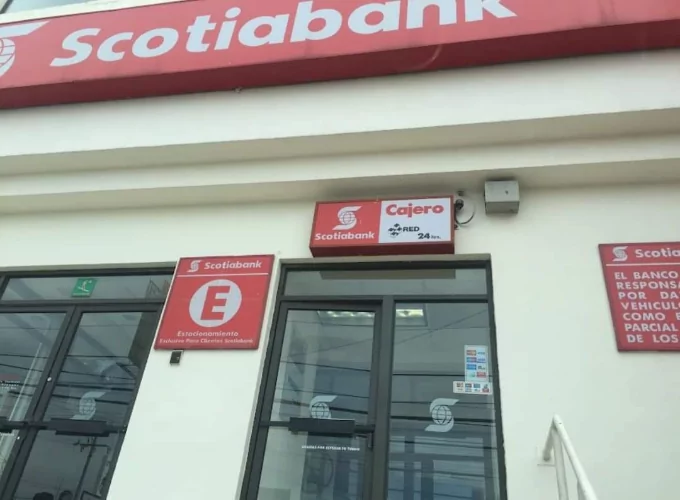 Scotiabank
Cajero
Scotiabank
RED
24 Hrs.
Scotiabank
E
Estacionamiento
Exclusivo Para Clientes Scotiabank
Scotia
EL BANCO
RESPONSA
POR DA
VEHICULO
COMO E
PARCIAL
DE LOS